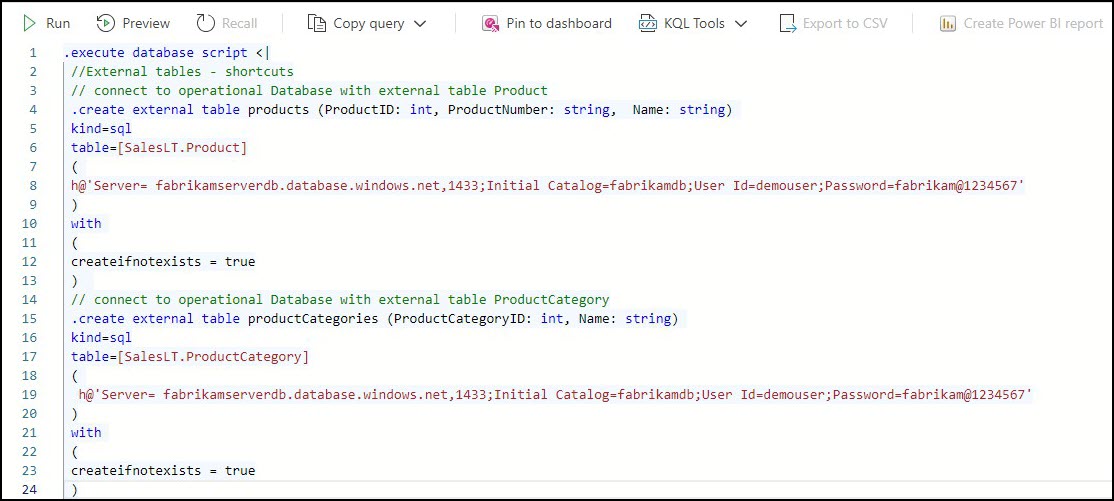 Run Preview Recall Copy query Pin to dashboard KQL Tools Export to CSV Create Power BI report
1 .execute database script <|
2 //External tables - shortcuts
3 // connect to operational Database with external table Product
4 .create external table products (ProductID: int, ProductNumber: string,  Name: string)
5 kind=sql
6 table=[SalesLT.Product]
7 (
8 h@'Server= fabrikamserverdb.database.windows.net,1433;Initial Catalog=fabrikamdb;User Id=demouser;Password=fabrikam@1234567'
9 )
10 with
11 (
12 createifnotexists = true
13 )
14 // connect to operational Database with external table ProductCategory
15 .create external table productCategories (ProductCategoryID: int, Name: string)
16 kind=sql
17 table=[SalesLT.ProductCategory]
18 (
19 h@'Server= fabrikamserverdb.database.windows.net,1433;Initial Catalog=fabrikamdb;User Id=demouser;Password=fabrikam@1234567'
20 )
21 with
22 (
23 createifnotexists = true
24 )